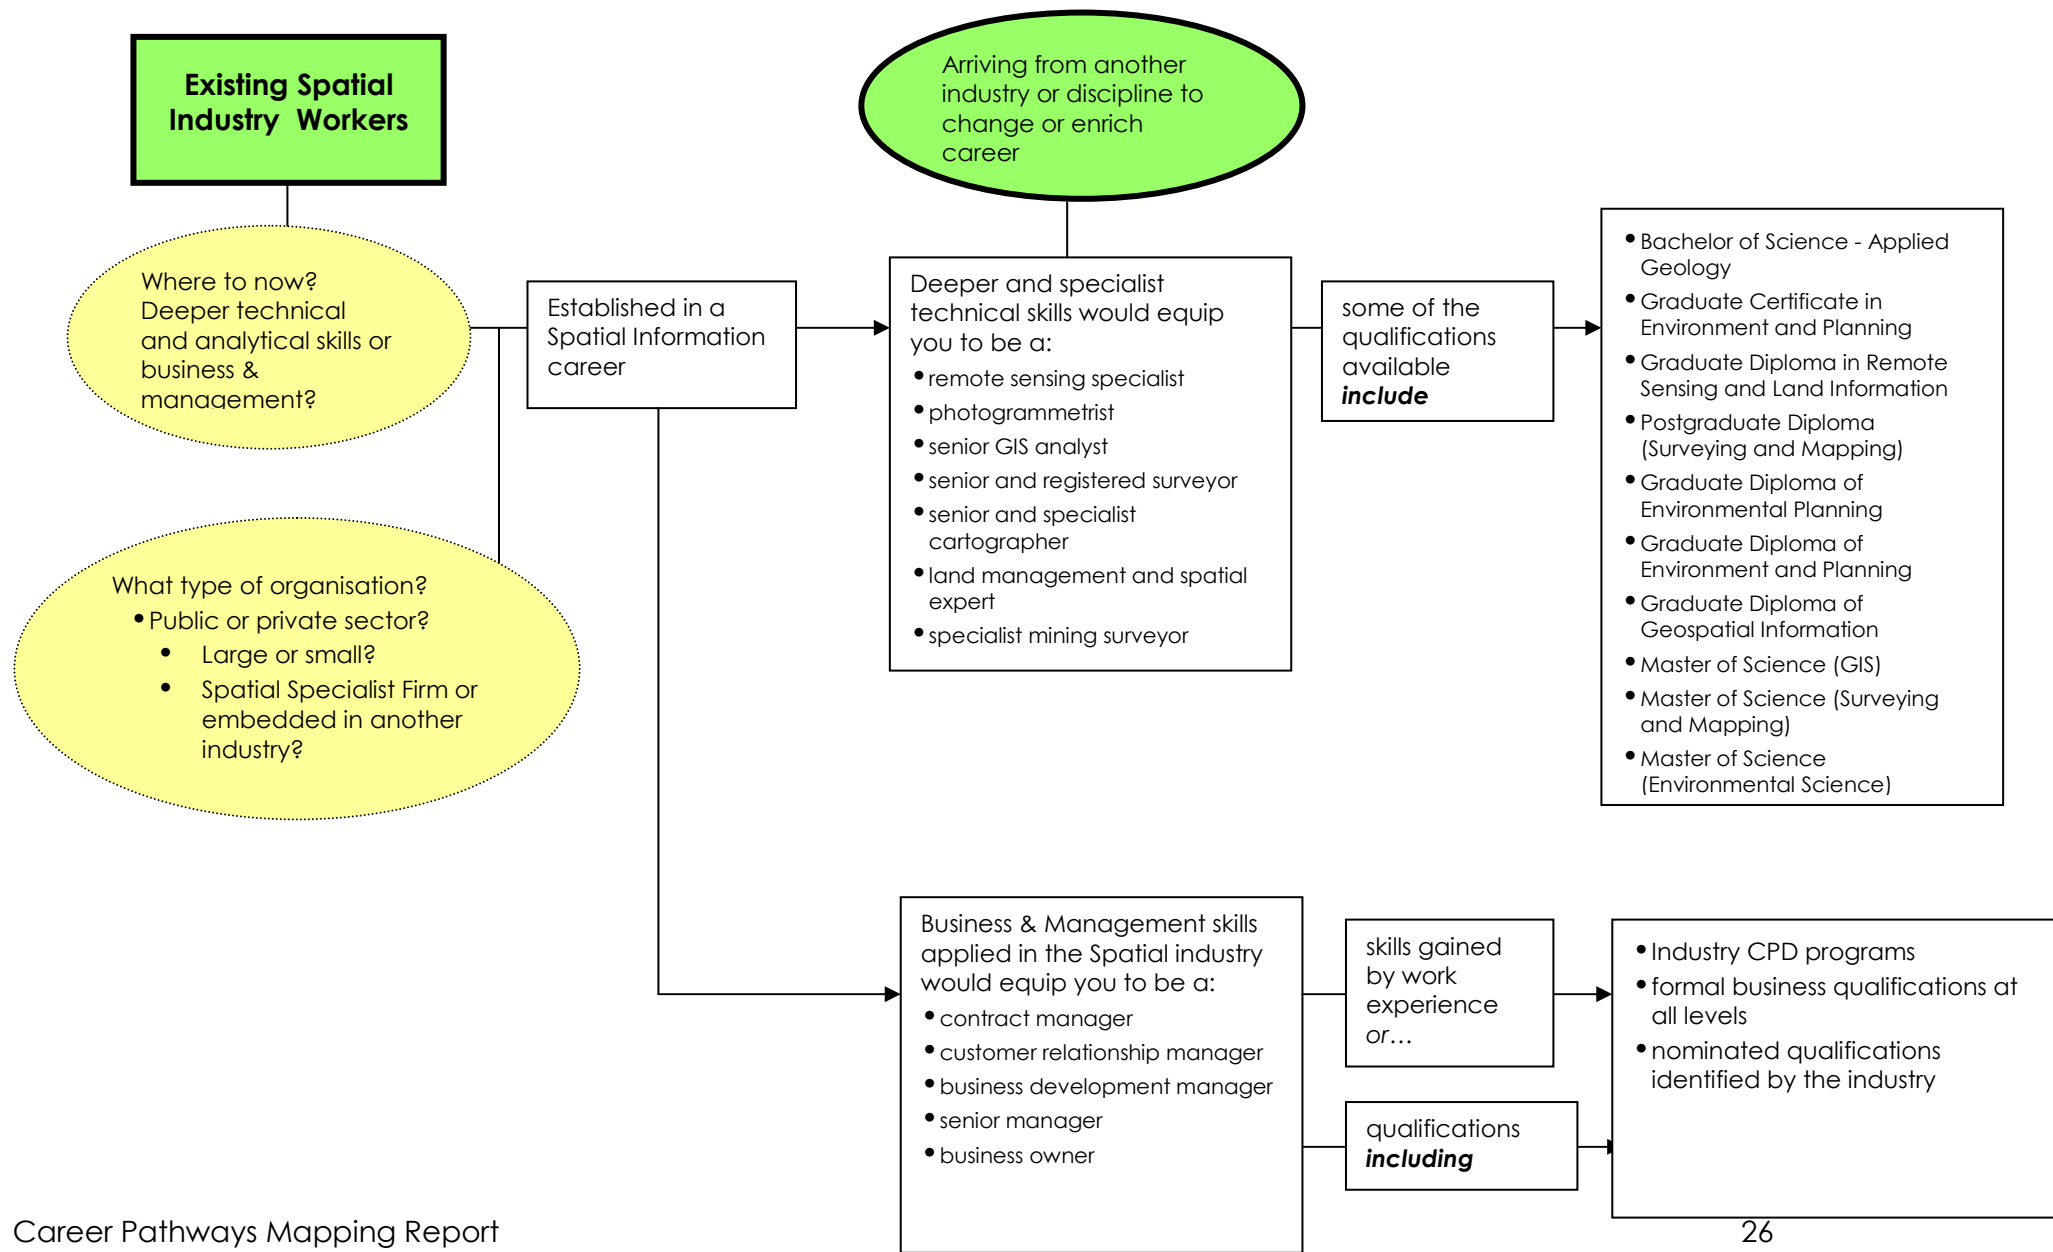 Existing Spatial
Industry Workers
Arriving from another
industry or discipline to
change or enrich
career
Where to now?
Deeper technical
and analytical skills or
business &
management?
Established in a
Spatial Information
career
Deeper and specialist
technical skills would equip
you to be a:
• remote sensing specialist
• photogrammetrist
• senior GIS analyst
• senior and registered surveyor
• senior and specialist
cartographer
• land management and spatial
expert
• specialist mining surveyor
some of the
qualifications
available
include
• Bachelor of Science - Applied
Geology
• Graduate Certificate in
Environment and Planning
• Graduate Diploma in Remote
Sensing and Land Information
• Postgraduate Diploma
(Surveying and Mapping)
• Graduate Diploma of
Environmental Planning
• Graduate Diploma of
Environment and Planning
• Graduate Diploma of
Geospatial Information
• Master of Science (GIS)
• Master of Science (Surveying
and Mapping)
• Master of Science
(Environmental Science)
What type of organisation?
• Public or private sector?
• Large or small?
• Spatial Specialist Firm or
embedded in another
industry?
Business & Management skills
applied in the Spatial industry
would equip you to be a:
• contract manager
• customer relationship manager
• business development manager
• senior manager
• business owner
skills gained
by work
experience
or…
qualifications
including
• Industry CPD programs
• formal business qualifications at
all levels
• nominated qualifications
identified by the industry
Career Pathways Mapping Report
26